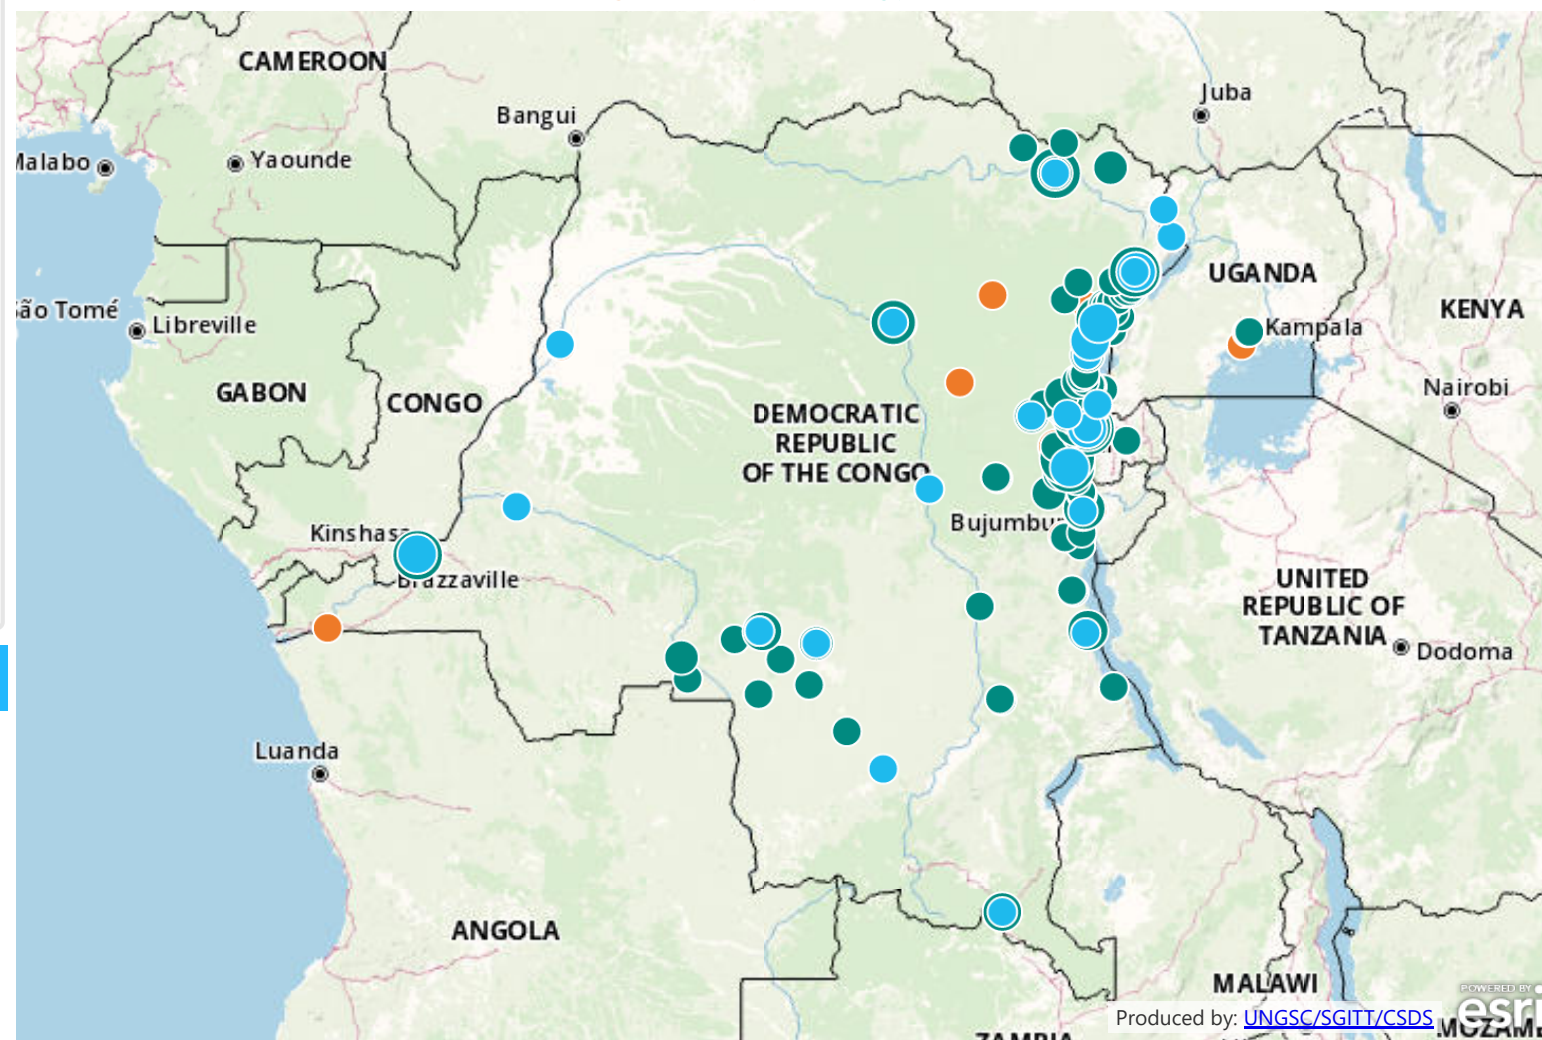 CAMEROON
Juba
Bangui
Malabo
Yaounde
UGANDA
São Tomé
Libreville
KENYA
Kampala
GABON
CONGO
Nairobi
DEMOCRATIC
REPUBLIC
OF THE CONGO
Kinshasa
Bujumbu
Brazzaville
UNITED
REPUBLIC OF
TANZANIA
Dodoma
Luanda
ANGOLA
MALAWI
POWERED BY
esri
Produced by: UNGSC/SGITT/CSDS
MOZAM
ZAMBIA